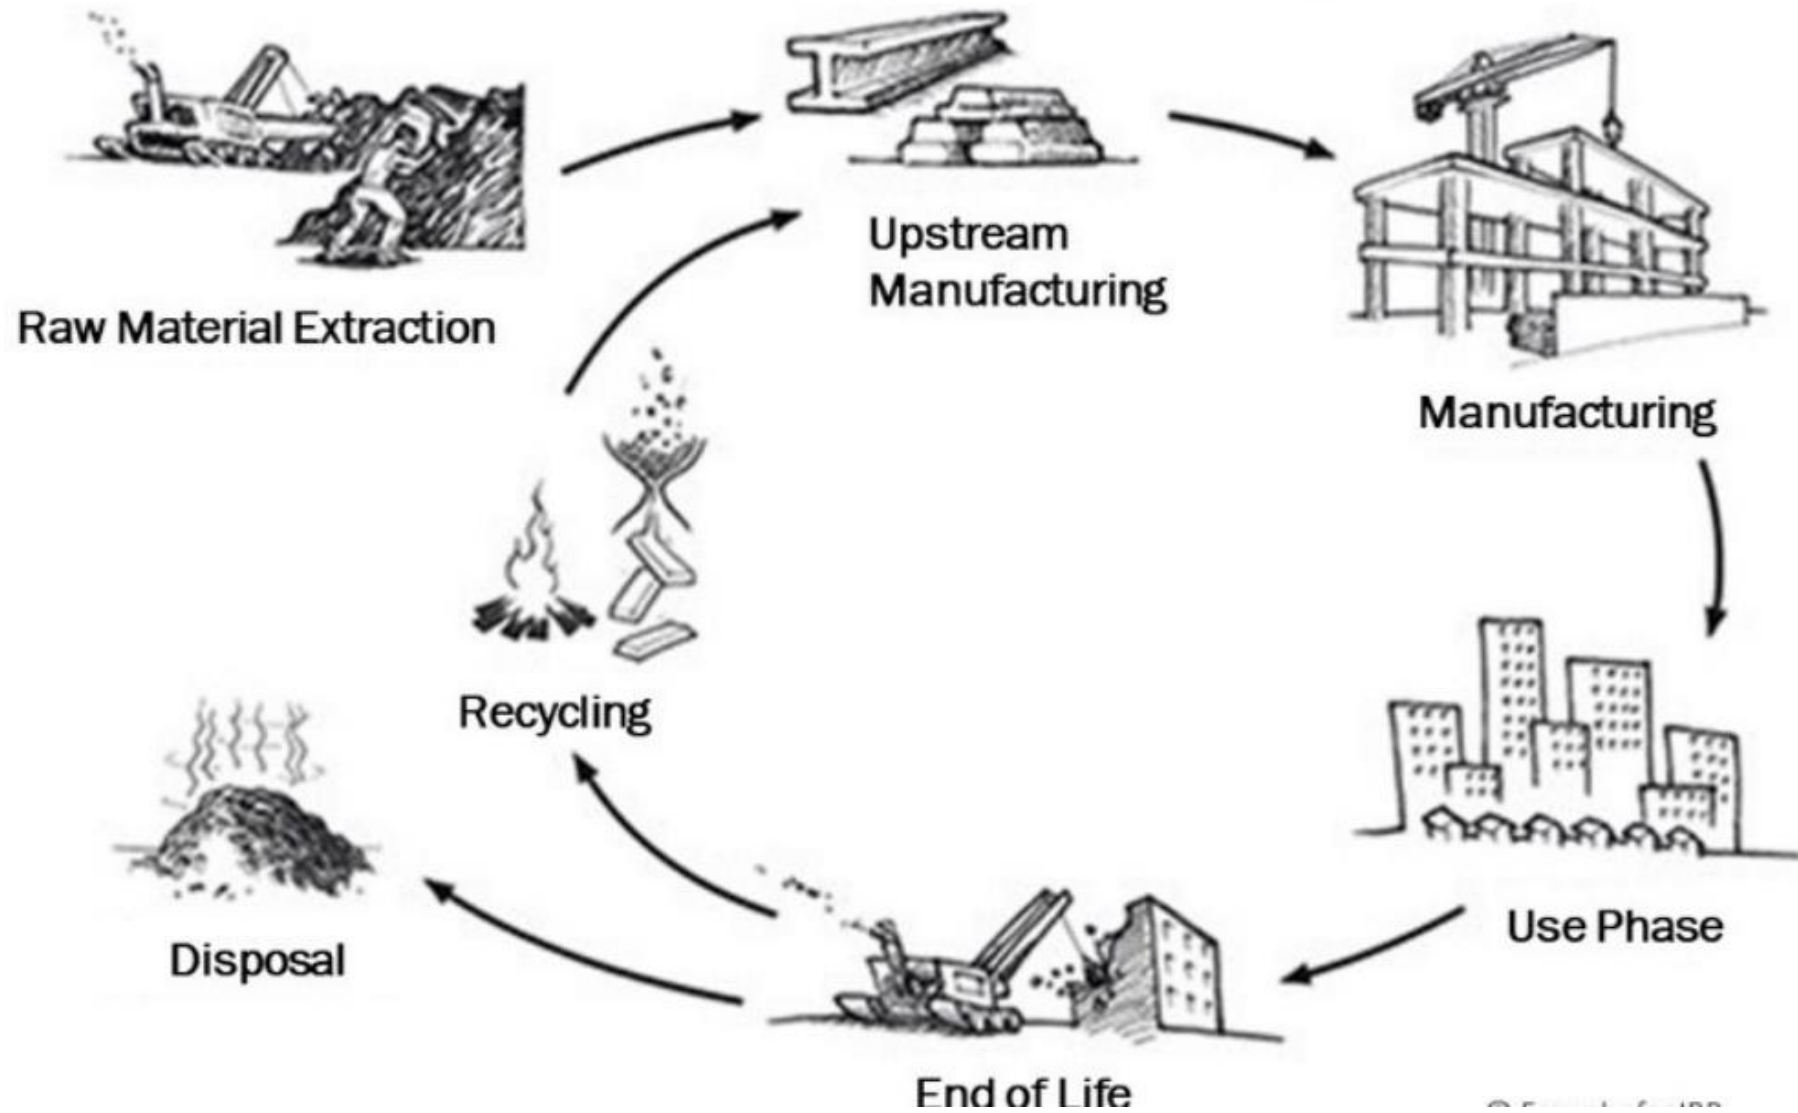 Raw Material Extraction
Upstream
Manufacturing
Manufacturing
Recycling
Disposal
Use Phase
End of Life